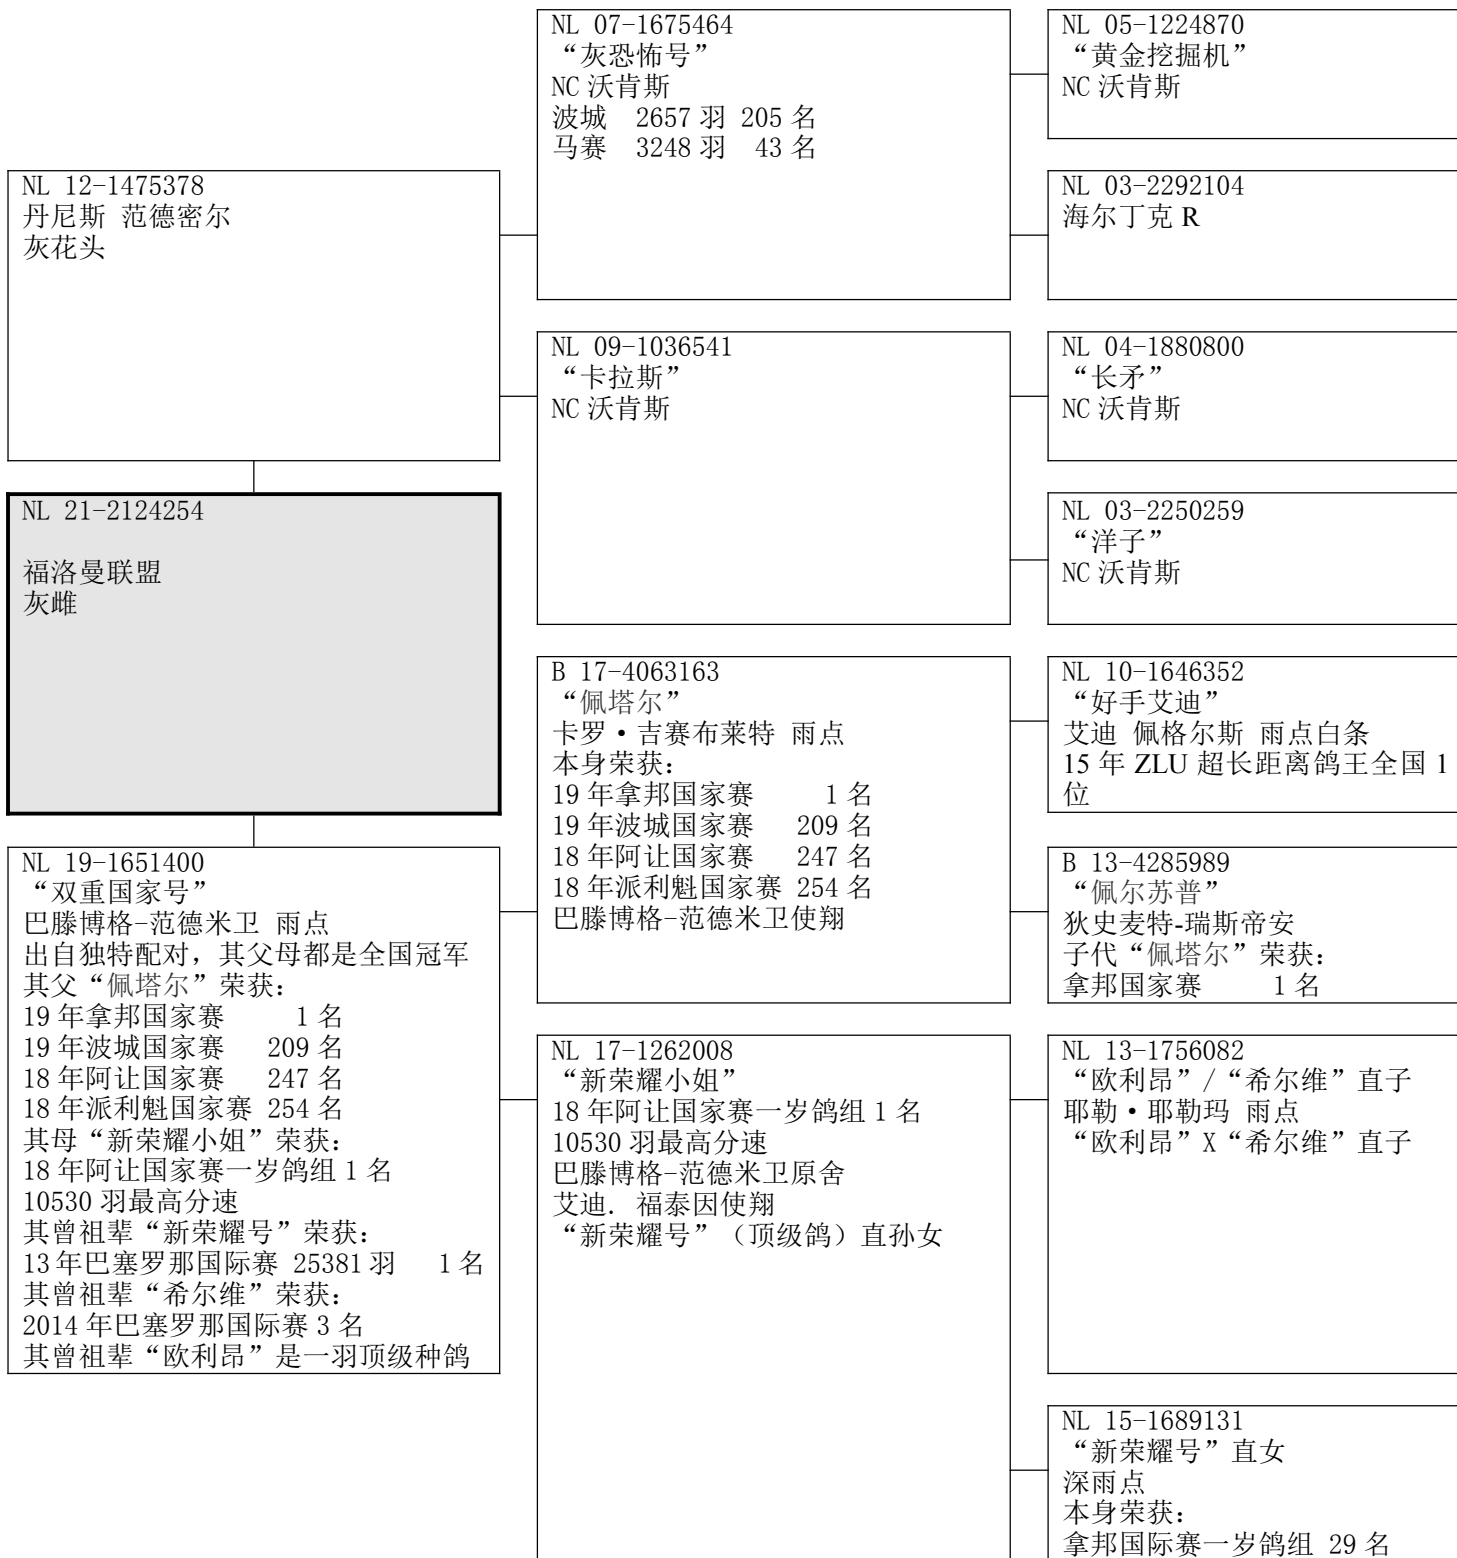 NL 12-1475378
丹尼斯 范德密尔
灰花头
NL 21-2124254
福洛曼联盟
灰雌
NL 19-1651400
“双重国家号”
巴滕博格-范德米卫 雨点
出自独特配对，其父母都是全国冠军
其父“佩塔尔”荣获：
19 年拿邦国家赛 1 名
19 年波城国家赛 209 名
18 年阿让国家赛 247 名
18 年派利魁国家赛 254 名
其母“新荣耀小姐”荣获：
18 年阿让国家赛一岁鸽组 1 名
10530 羽最高分速
其曾祖辈“新荣耀号”荣获：
13 年巴塞罗那国际赛 25381 羽 1 名
其曾祖辈“希尔维”荣获：
2014 年巴塞罗那国际赛 3 名
其曾祖辈“欧利昂”是一羽顶级种鸽
NL 07-1675464
“灰恐怖号”
NC 沃肯斯
波城 2657 羽 205 名
马赛 3248 羽 43 名
NL 09-1036541
“卡拉斯”
NC 沃肯斯
B 17-4063163
“佩塔尔”
卡罗·吉赛布莱特 雨点
本身荣获：
19 年拿邦国家赛 1 名
19 年波城国家赛 209 名
18 年阿让国家赛 247 名
18 年派利魁国家赛 254 名
巴滕博格-范德米卫使翔
NL 17-1262008
“新荣耀小姐”
18 年阿让国家赛一岁鸽组 1 名
10530 羽最高分速
巴滕博格-范德米卫原舍
艾迪．福泰因使翔
“新荣耀号”（顶级鸽）直孙女
NL 05-1224870
“黄金挖掘机”
NC 沃肯斯
NL 03-2292104
海尔丁克 R
NL 04-1880800
“长矛”
NC 沃肯斯
NL 03-2250259
“洋子”
NC 沃肯斯
NL 10-1646352
“好手艾迪”
艾迪 佩格尔斯 雨点白条
15 年 ZLU 超长距离鸽王全国 1
位
B 13-4285989
“佩尔苏普”
狄史麦特-瑞斯帝安
子代“佩塔尔”荣获：
拿邦国家赛 1 名
NL 13-1756082
“欧利昂”/“希尔维”直子
耶勒·耶勒玛 雨点
“欧利昂”X“希尔维”直子
NL 15-1689131
“新荣耀号”直女
深雨点
本身荣获：
拿邦国际赛一岁鸽组 29 名